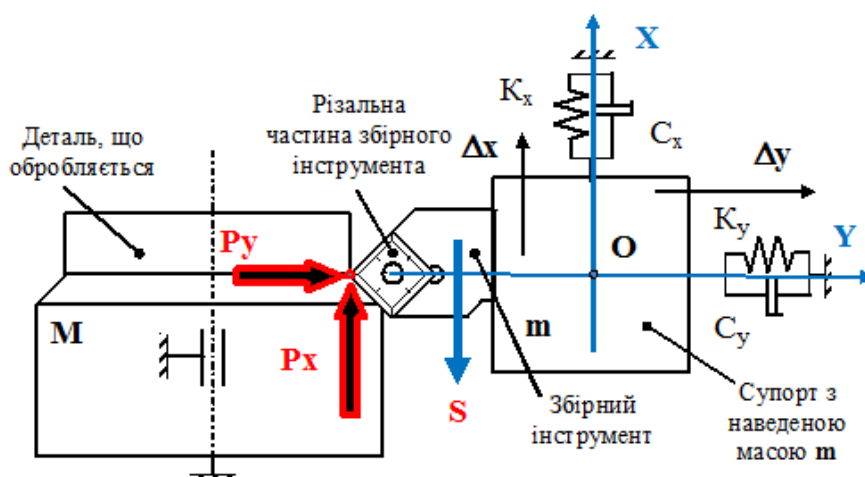 X
Kx
Cx
Різальна
частина збірного
інструмента
Деталь, що
обробляється
Δx
Δy
Ky
Py
O
Y
M
m
Cy
Px
S
Збірний
інструмент
Супорт з
наведеною
масою m